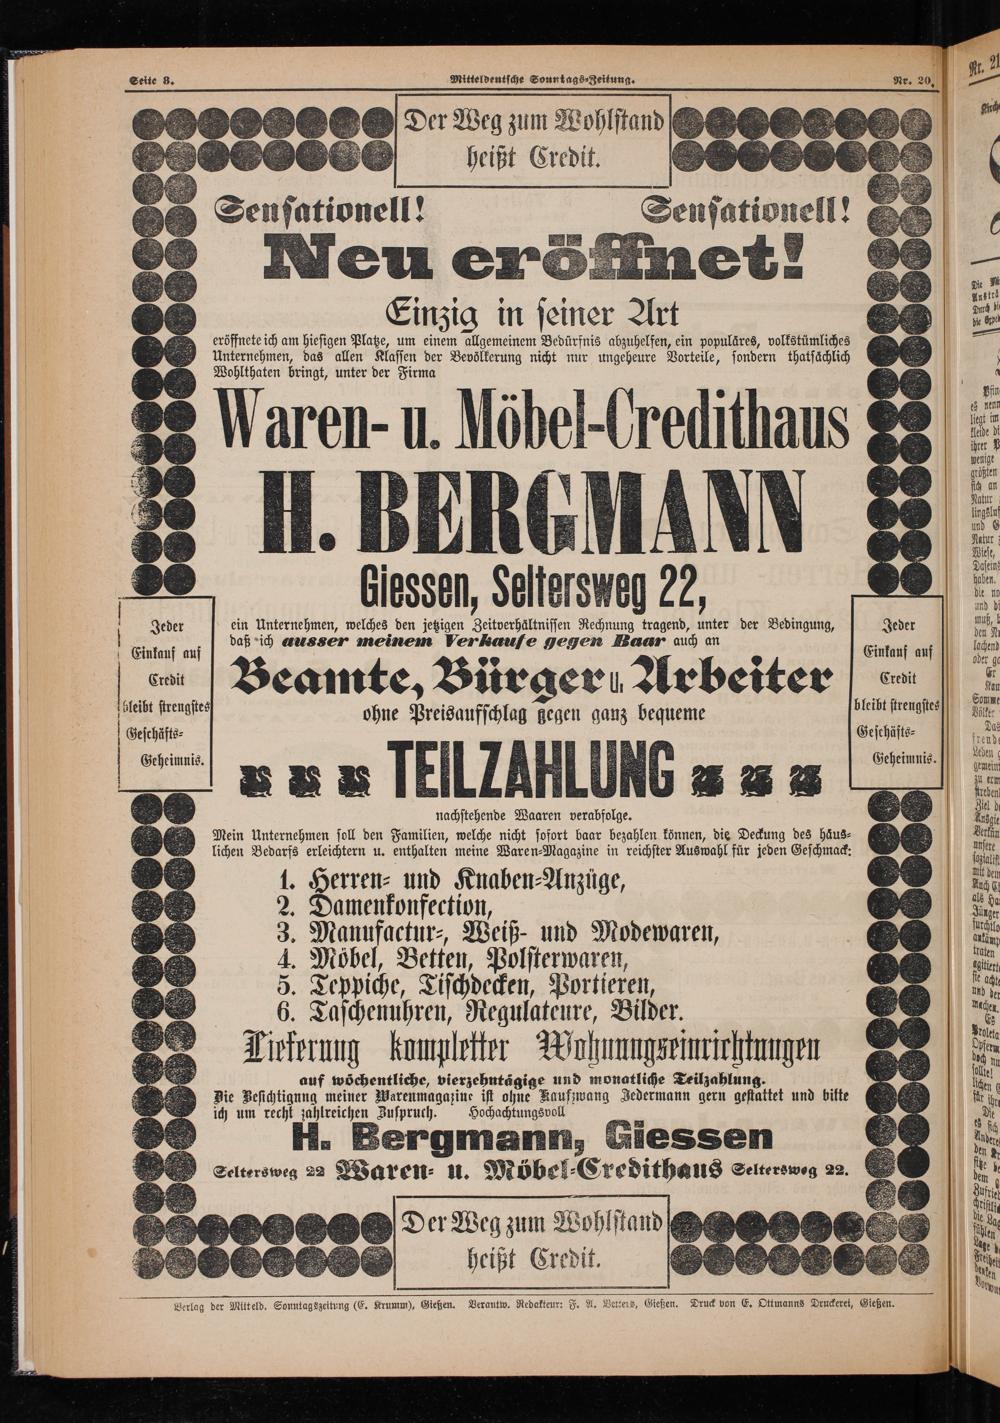 Seite 8.
Mitteldeutsche Sonntags-Zeitung.
Nr. 20.
Der Weg zum Wohlstand
heißt Credit.
Sensationell! Sensationell!
Neu eröffnet!
Einzig in seiner Art
eröffnete ich am hiesigen Platze, um einem allgemeinem Bedürfnis abzuhelfen, ein populäres, volkstümliches
Unternehmen, das allen Klassen der Bevölkerung nicht nur ungeheure Vorteile, sondern thatsächlich
Wohlthaten bringt, unter der Firma
Waren- u. Möbel-Credithaus
H. BERGMANN
Giessen, Seltersweg 22,
ein Unternehmen, welches den jetzigen Zeitverhältnissen Rechnung tragend, unter der Bedingung,
daß ich ausser meinem Verkaufe gegen Baar auch an
Beamte, Bürger u. Arbeiter
ohne Preisaufschlag gegen ganz bequeme
TEILZAHLUNG
nachstehende Waaren verabfolge.
Mein Unternehmen soll den Familien, welche nicht sofort baar bezahlen können, die Deckung des häus-
lichen Bedarfs erleichtern u. enthalten meine Waren-Magazine in reichster Auswahl für jeden Geschmack:
1. Herren- und Knaben-Anzüge,
2. Damenkonfection,
3. Manufactur-, Weiß- und Modewaren,
4. Möbel, Betten, Polsterwaren,
5. Teppiche, Tischdecken, Portieren,
6. Taschenuhren, Regulateure, Bilder.
Lieferung kompletter Wohnungseinrichtungen
auf wöchentliche, vierzehntägige und monatliche Teilzahlung.
Die Besichtigung meiner Warenmagazine ist ohne Kaufzwang Jedermann gern gestattet und bitte
ich um recht zahlreichen Zuspruch. Hochachtungsvoll
H. Bergmann, Giessen
Seltersweg 22 Waren- u. Möbel-Credithaus Seltersweg 22.
Jeder
Einkauf auf
Credit
bleibt strengstes
Geschäfts-
Geheimnis.
Jeder
Einkauf auf
Credit
bleibt strengstes
Geschäfts-
Geheimnis.
Der Weg zum Wohlstand
heißt Credit.
Verlag der Mitteld. Sonntagszeitung (E. Krumm), Gießen. Verantw. Redakteur: F. A. Vetters, Gießen. Druck von E. Ottmanns Druckerei, Gießen.
Nr. 21